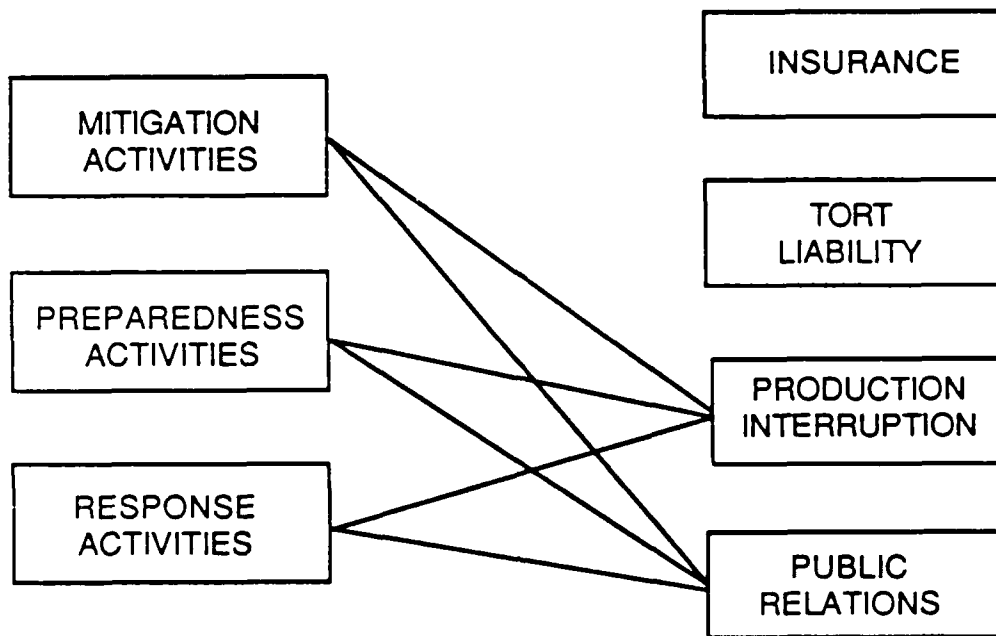 MITIGATION
ACTIVITIES
PREPAREDNESS
ACTIVITIES
RESPONSE
ACTIVITIES
INSURANCE
TORT
LIABILITY
PRODUCTION
INTERRUPTION
PUBLIC
RELATIONS